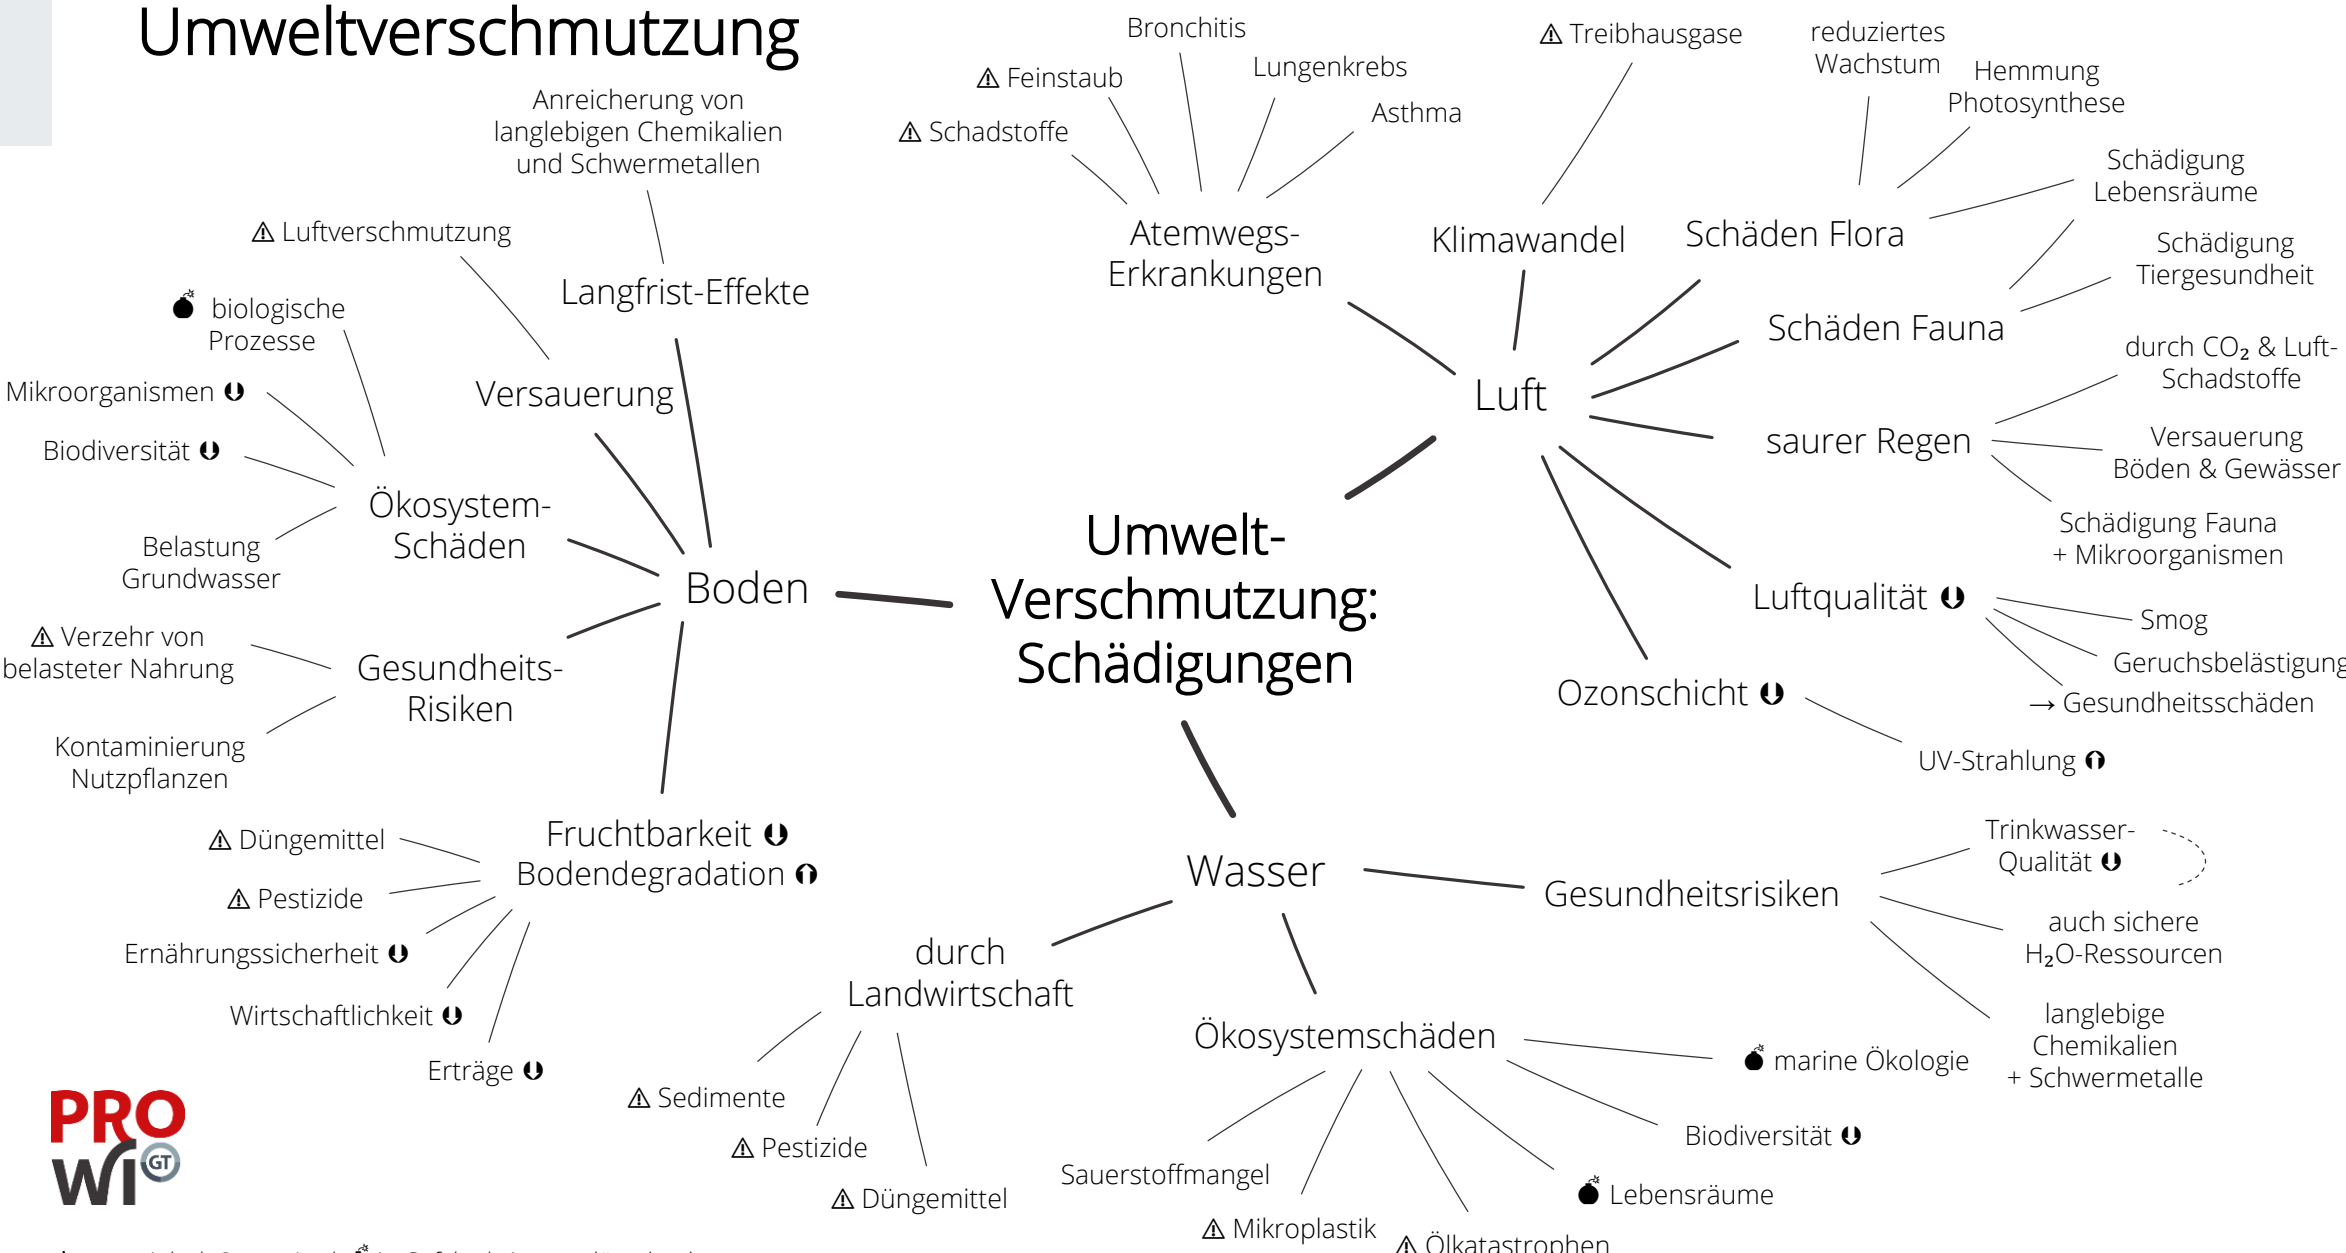 Umweltverschmutzung
Anreicherung von
langlebigen Chemikalien
und Schwermetallen
⚠ Luftverschmutzung
Langfrist-Effekte
💣 biologische
Prozesse
Versauerung
Mikroorganismen ⬇
Biodiversität ⬇
Ökosystem-
Schäden
Belastung
Grundwasser
Boden
⚠ Verzehr von
belasteter Nahrung
Gesundheits-
Risiken
Kontaminierung
Nutzpflanzen
Fruchtbarkeit ⬇
Bodendegradation ⬆
⚠ Düngemittel
⚠ Pestizide
Ernährungssicherheit ⬇
Wirtschaftlichkeit ⬇
Erträge ⬇
Umwelt-
Verschmutzung:
Schädigungen
Luft
Atemwegs-
Erkrankungen
⚠ Schadstoffe
⚠ Feinstaub
Bronchitis
Lungenkrebs
Asthma
Klimawandel
⚠ Treibhausgase
Schäden Flora
reduziertes
Wachstum
Hemmung
Photosynthese
Schädigung
Lebensräume
Schäden Fauna
Schädigung
Tiergesundheit
saurer Regen
durch CO₂ & Luft-
Schadstoffe
Versauerung
Böden & Gewässer
Schädigung Fauna
+ Mikroorganismen
Luftqualität ⬇
Smog
Geruchsbelästigung
→ Gesundheitsschäden
Ozonschicht ⬇
UV-Strahlung ⬆
Wasser
Gesundheitsrisiken
Trinkwasser-
Qualität ⬇
auch sichere
H₂O-Ressourcen
langlebige
Chemikalien
+ Schwermetalle
Ökosystemschäden
💣 marine Ökologie
Biodiversität ⬇
💣 Lebensräume
⚠ Ölkatastrophen
⚠ Mikroplastik
Sauerstoffmangel
durch
Landwirtschaft
⚠ Sedimente
⚠ Pestizide
⚠ Düngemittel
PRO
WI GT